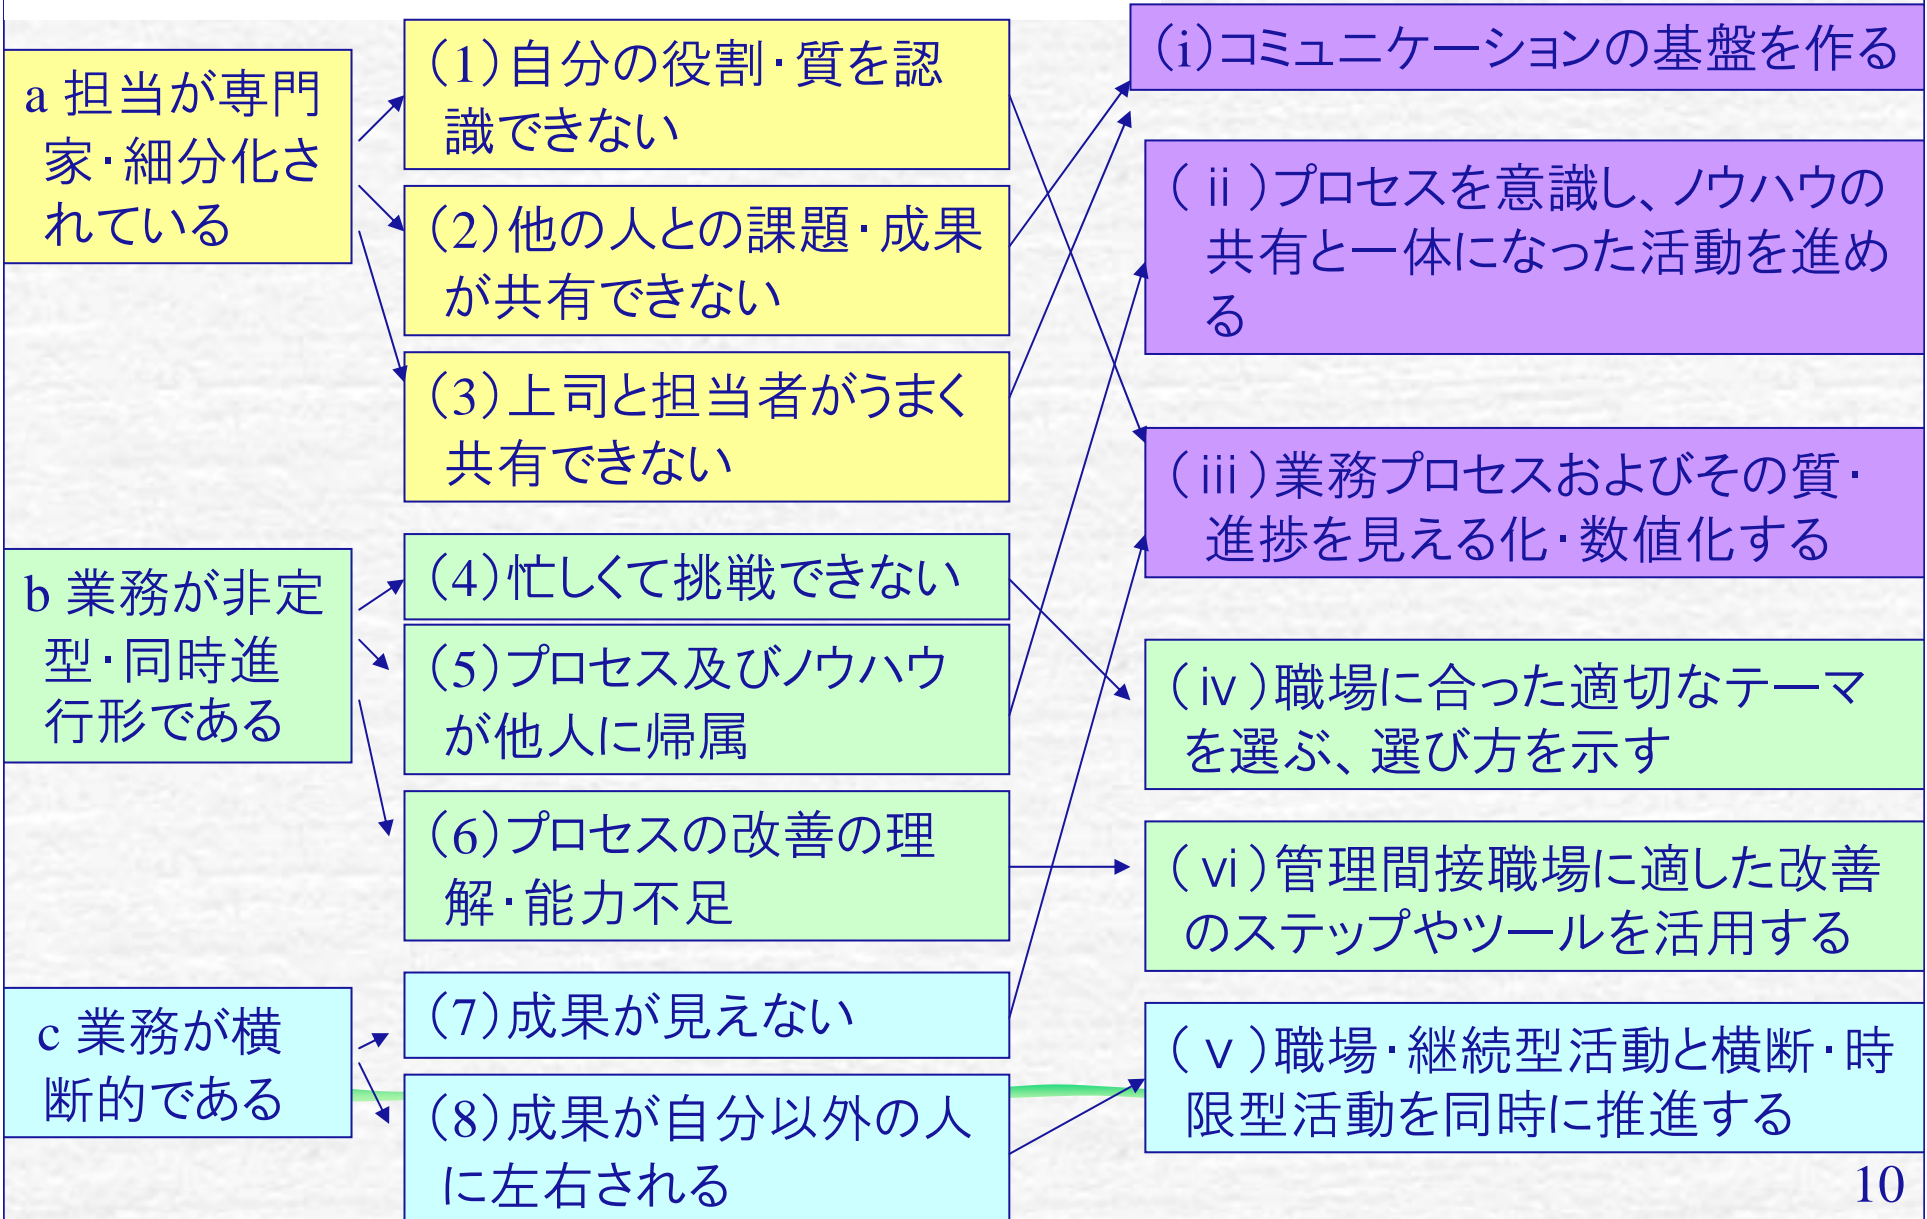 a 担当が専門
家・細分化さ
れている
b 業務が非定
型・同時進
行形である
c 業務が横
断的である
(1)自分の役割・質を認
識できない
(2)他の人との課題・成果
が共有できない
(3)上司と担当者がうまく
共有できない
(4)忙しくて挑戦できない
(5)プロセス及びノウハウ
が他人に帰属
(6)プロセスの改善の理
解・能力不足
(7)成果が見えない
(8)成果が自分以外の人
に左右される
(i)コミュニケーションの基盤を作る
(ⅱ)プロセスを意識し、ノウハウの
共有と一体になった活動を進め
る
(ⅲ)業務プロセスおよびその質・
進捗を見える化・数値化する
(ⅳ)職場に合った適切なテーマ
を選ぶ、選び方を示す
(ⅵ)管理間接職場に適した改善
のステップやツールを活用する
(ⅴ)職場・継続型活動と横断・時
限型活動を同時に推進する
10